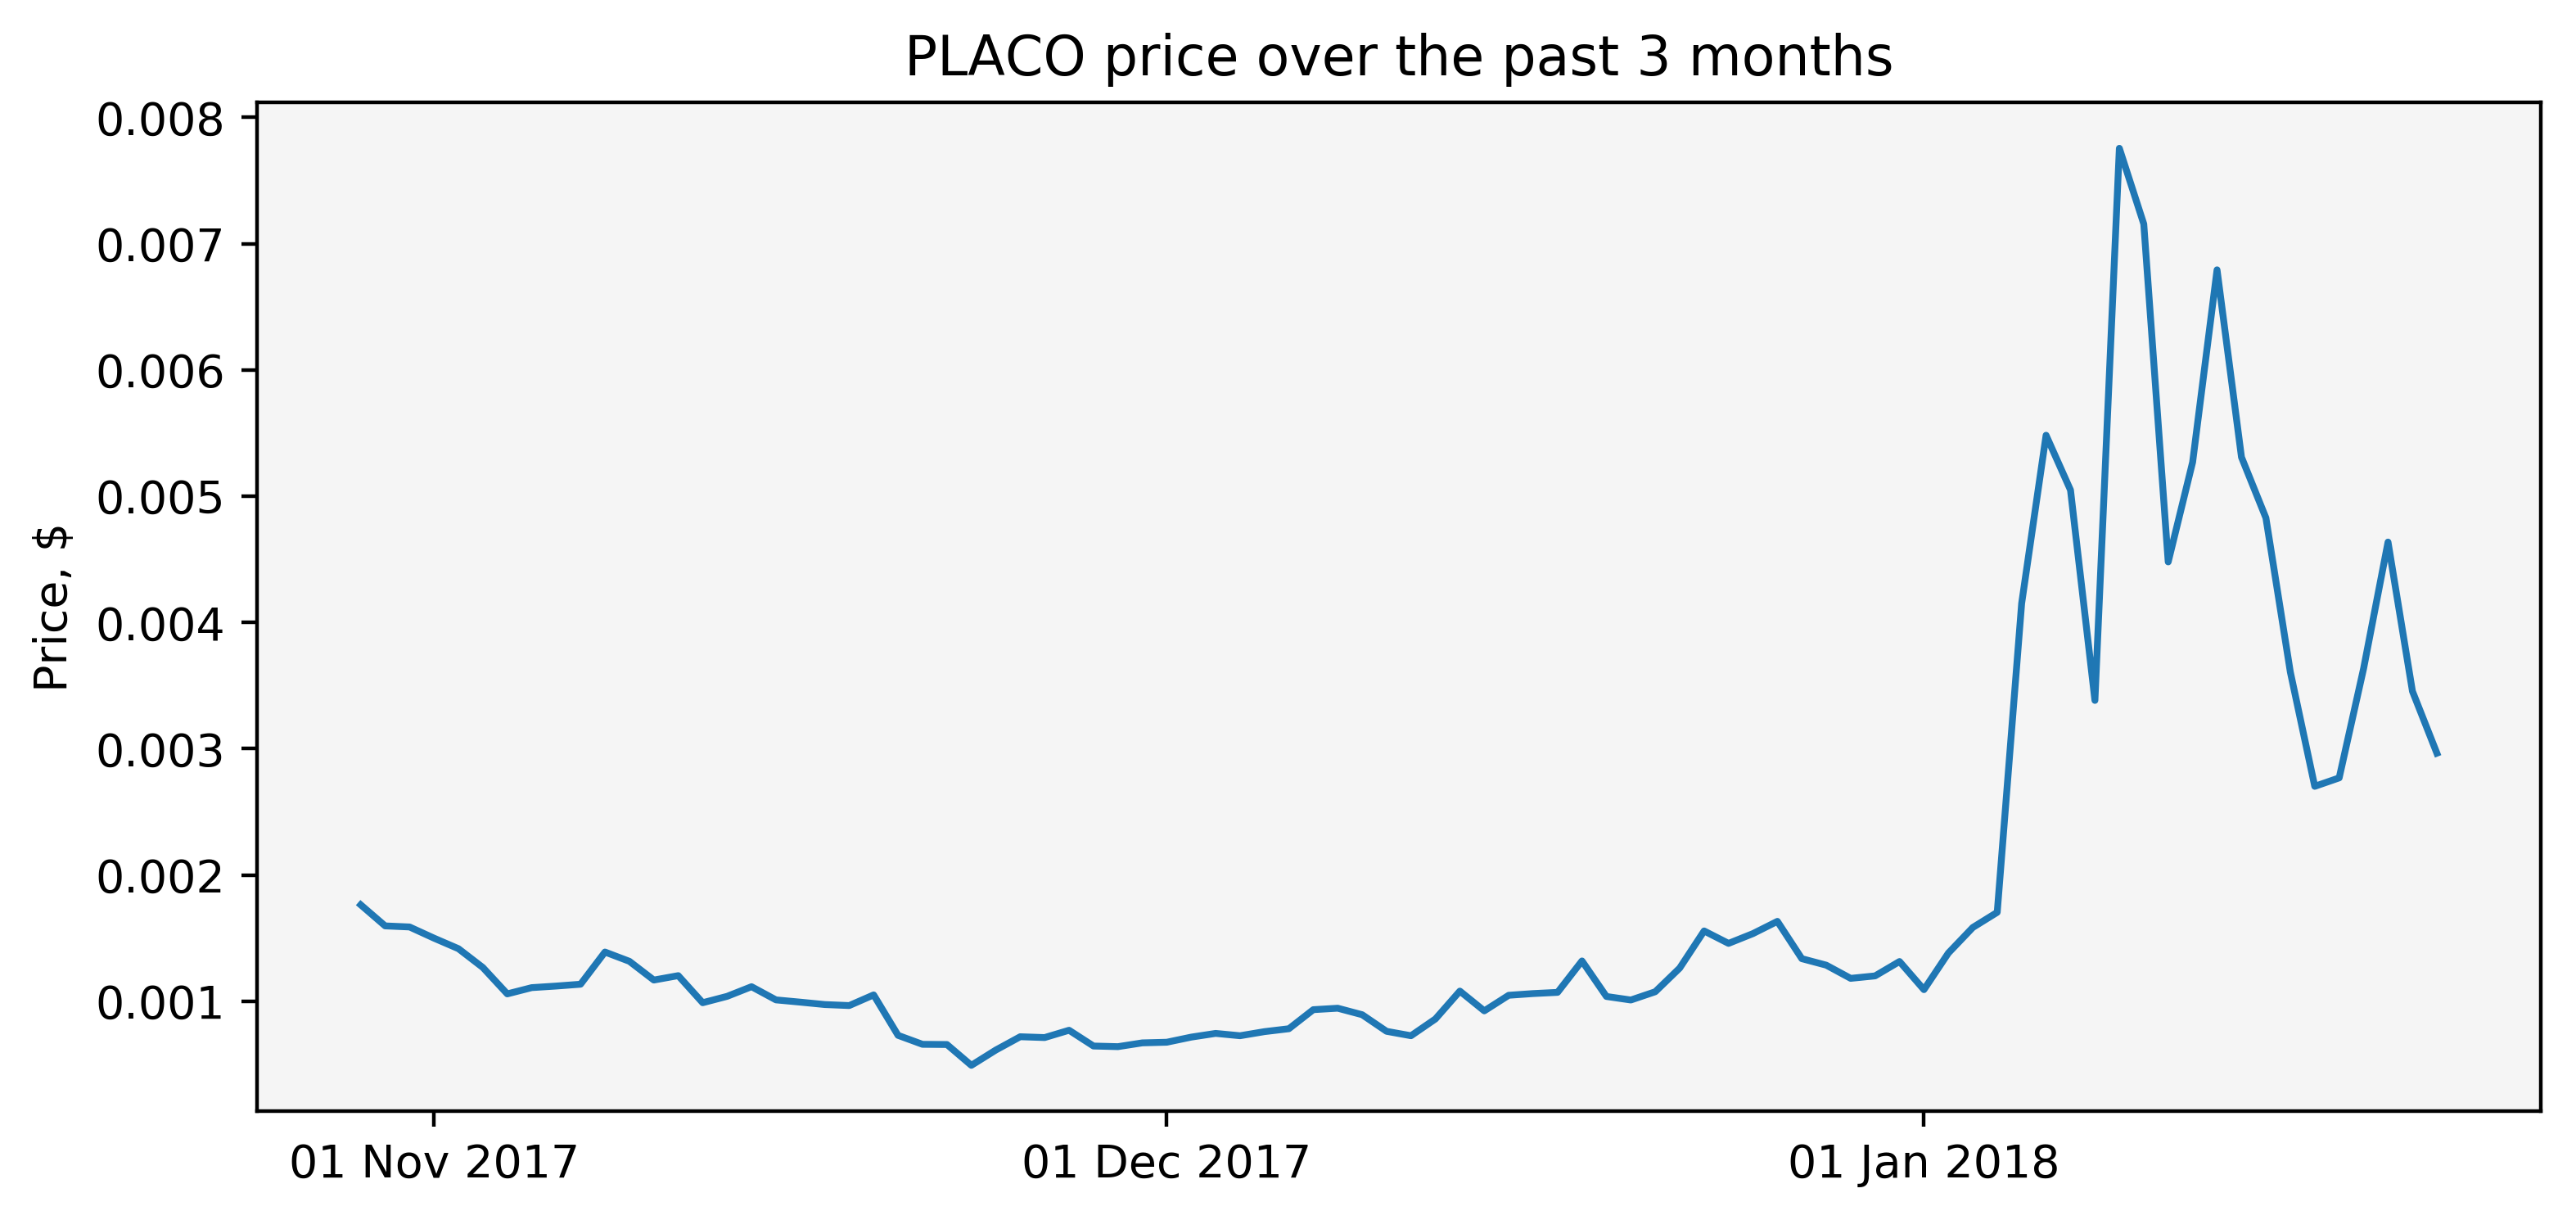 PLACO price over the past 3 months
Price, $
0.008
0.007
0.006
0.005
0.004
0.003
0.002
0.001
01 Nov 2017
01 Dec 2017
01 Jan 2018